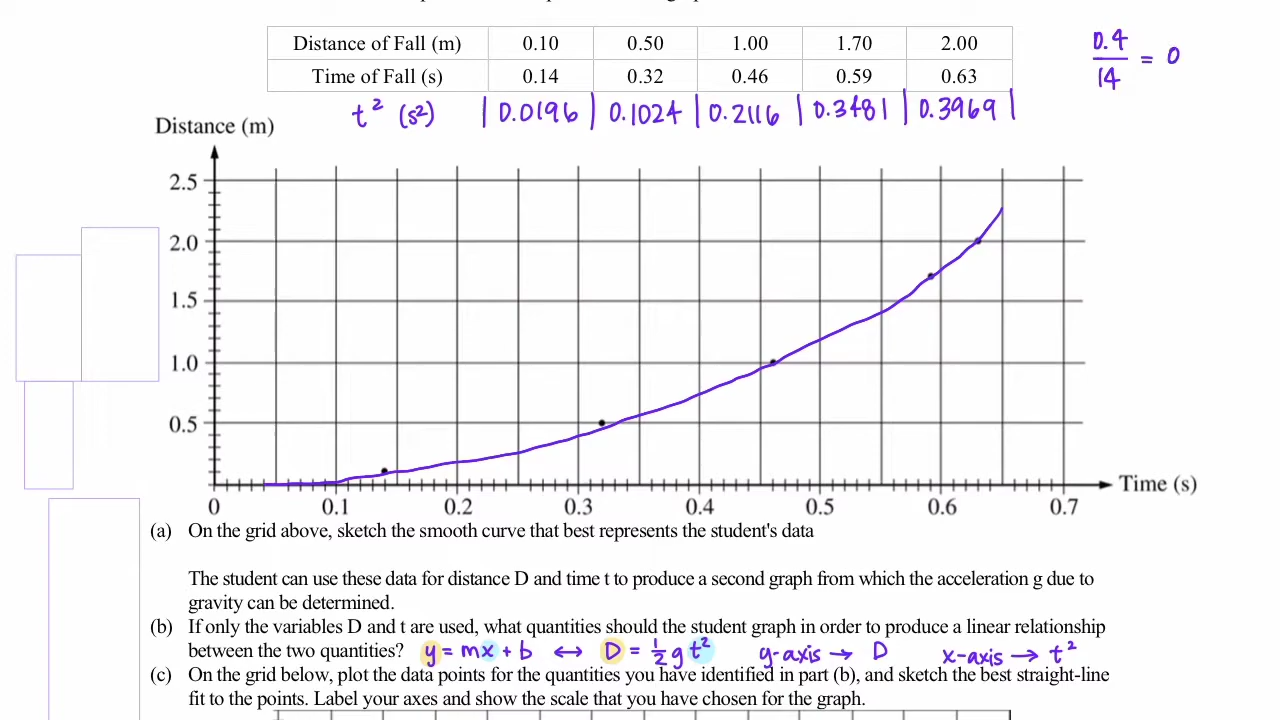 Distance of Fall (m) 0.10 0.50 1.00 1.70 2.00
Time of Fall (s) 0.14 0.32 0.46 0.59 0.63
t² (s²) | 0.0196 | 0.1024 | 0.2116 | 0.3481 | 0.3969 |
0.4
14
= 0
Distance (m)
2.5
2.0
1.5
1.0
0.5
0 0.1 0.2 0.3 0.4 0.5 0.6 0.7
Time (s)
(a) On the grid above, sketch the smooth curve that best represents the student's data
The student can use these data for distance D and time t to produce a second graph from which the acceleration g due to
gravity can be determined.
(b) If only the variables D and t are used, what quantities should the student graph in order to produce a linear relationship
between the two quantities? y = mx + b ↔ D = ½ g t² y-axis → D x-axis → t²
(c) On the grid below, plot the data points for the quantities you have identified in part (b), and sketch the best straight-line
fit to the points. Label your axes and show the scale that you have chosen for the graph.